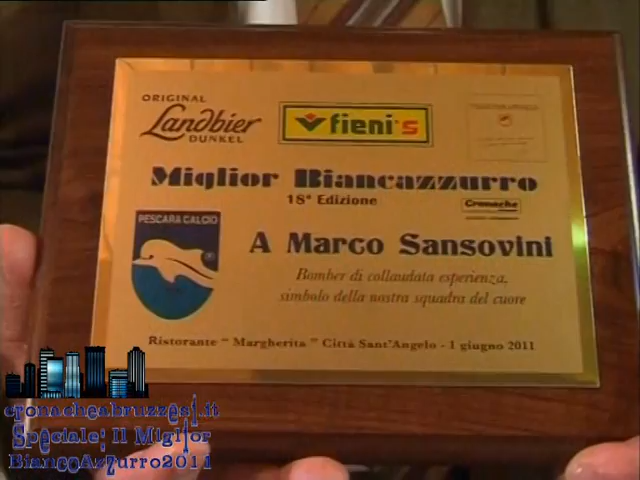 ORIGINAL
Landbier
DUNKEL
fieni's
Miglior Biancazzurro
18ª Edizione
Cronache
PESCARA CALCIO
A Marco Sansovini
Bomber di collaudata esperienza,
simbolo della nostra squadra del cuore
Ristorante " Margherita " Città Sant'Angelo - 1 giugno 2011
cronacheabruzzesi.it
Speciale: Il Miglior
BiancoAzzurro2011